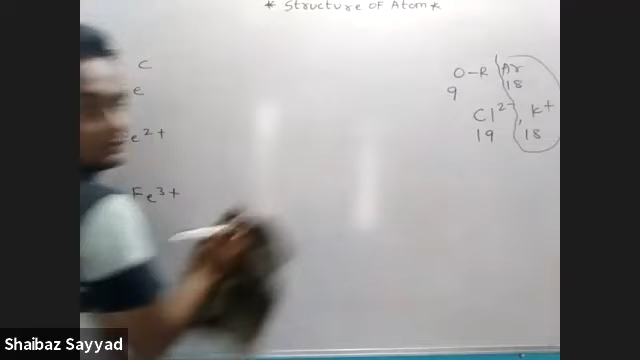 * Structure of Atom *
C
e
e2+
Fe3+
O-R Ar
9 18
Cl2-, K+
19 18
Shaibaz Sayyad